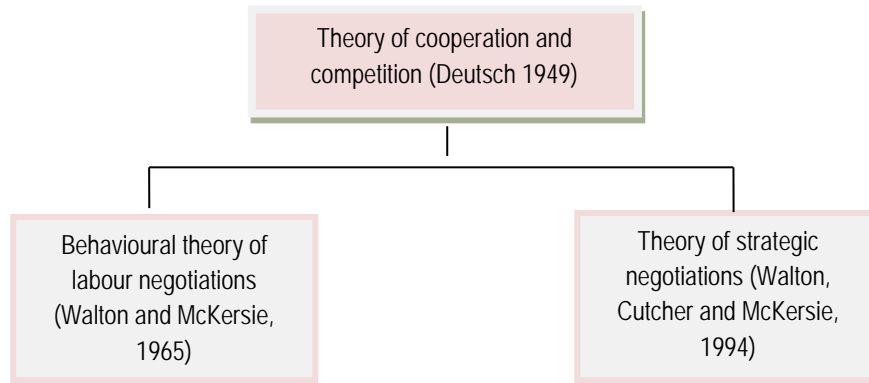 Theory of cooperation and
competition (Deutsch 1949)
Behavioural theory of
labour negotiations
(Walton and McKersie,
1965)
Theory of strategic
negotiations (Walton,
Cutcher and McKersie,
1994)